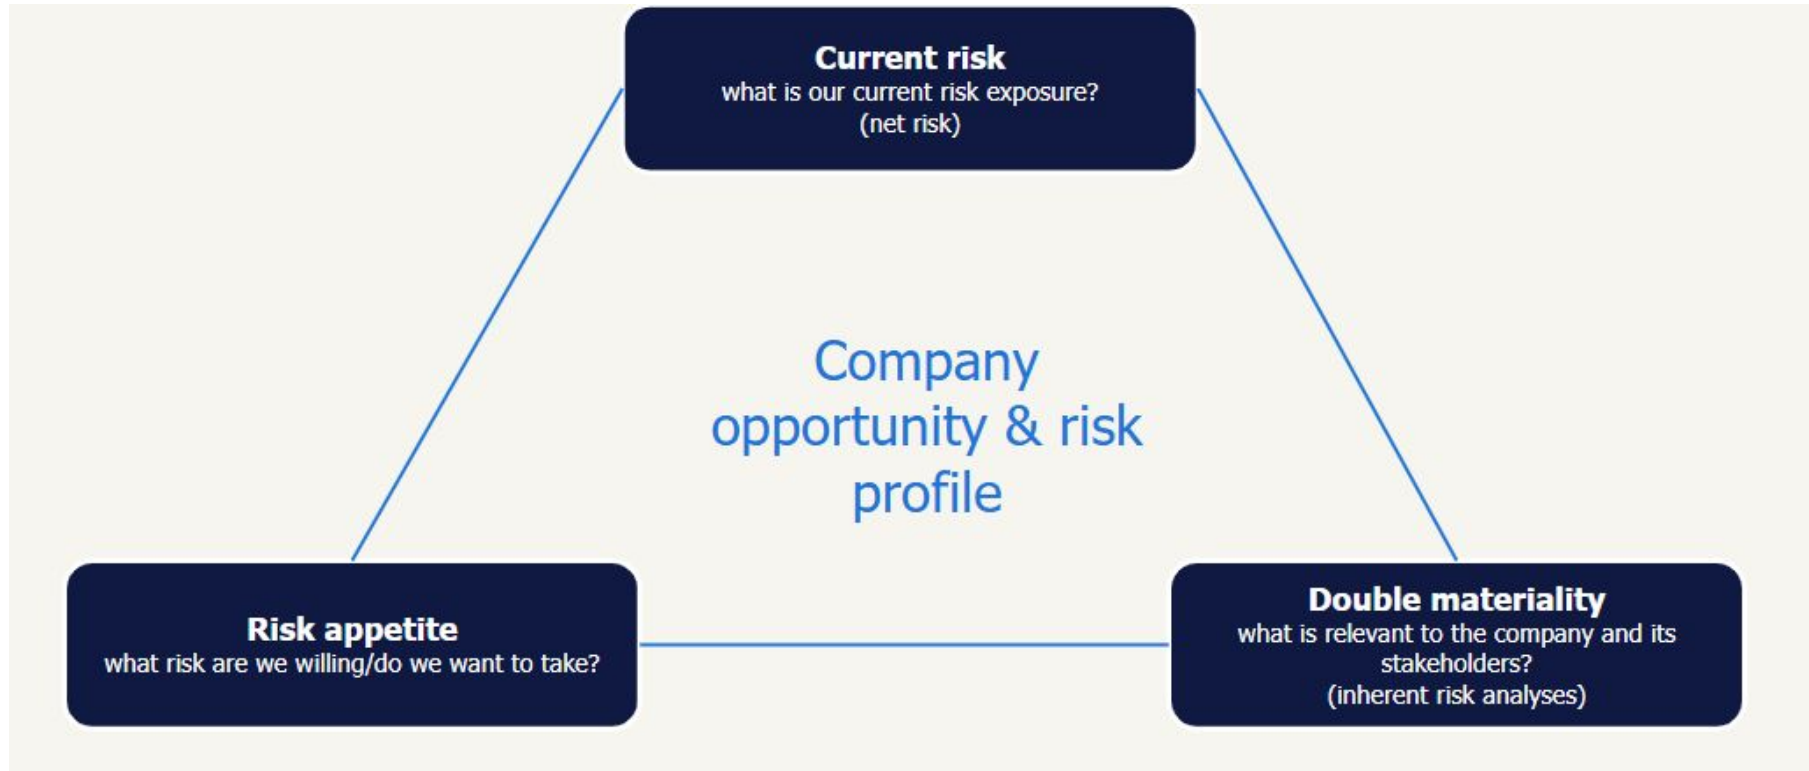 Current risk
what is our current risk exposure?
(net risk)
Company
opportunity & risk
profile
Risk appetite
what risk are we willing/do we want to take?
Double materiality
what is relevant to the company and its
stakeholders?
(inherent risk analyses)